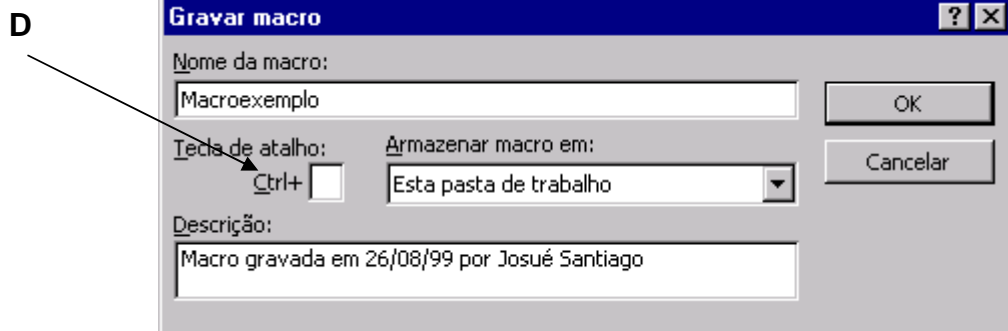 D
Gravar macro
Nome da macro:
Macroexemplo
OK
Tecla de atalho:
Armazenar macro em:
Ctrl+
Esta pasta de trabalho
Cancelar
Descrição:
Macro gravada em 26/08/99 por Josué Santiago